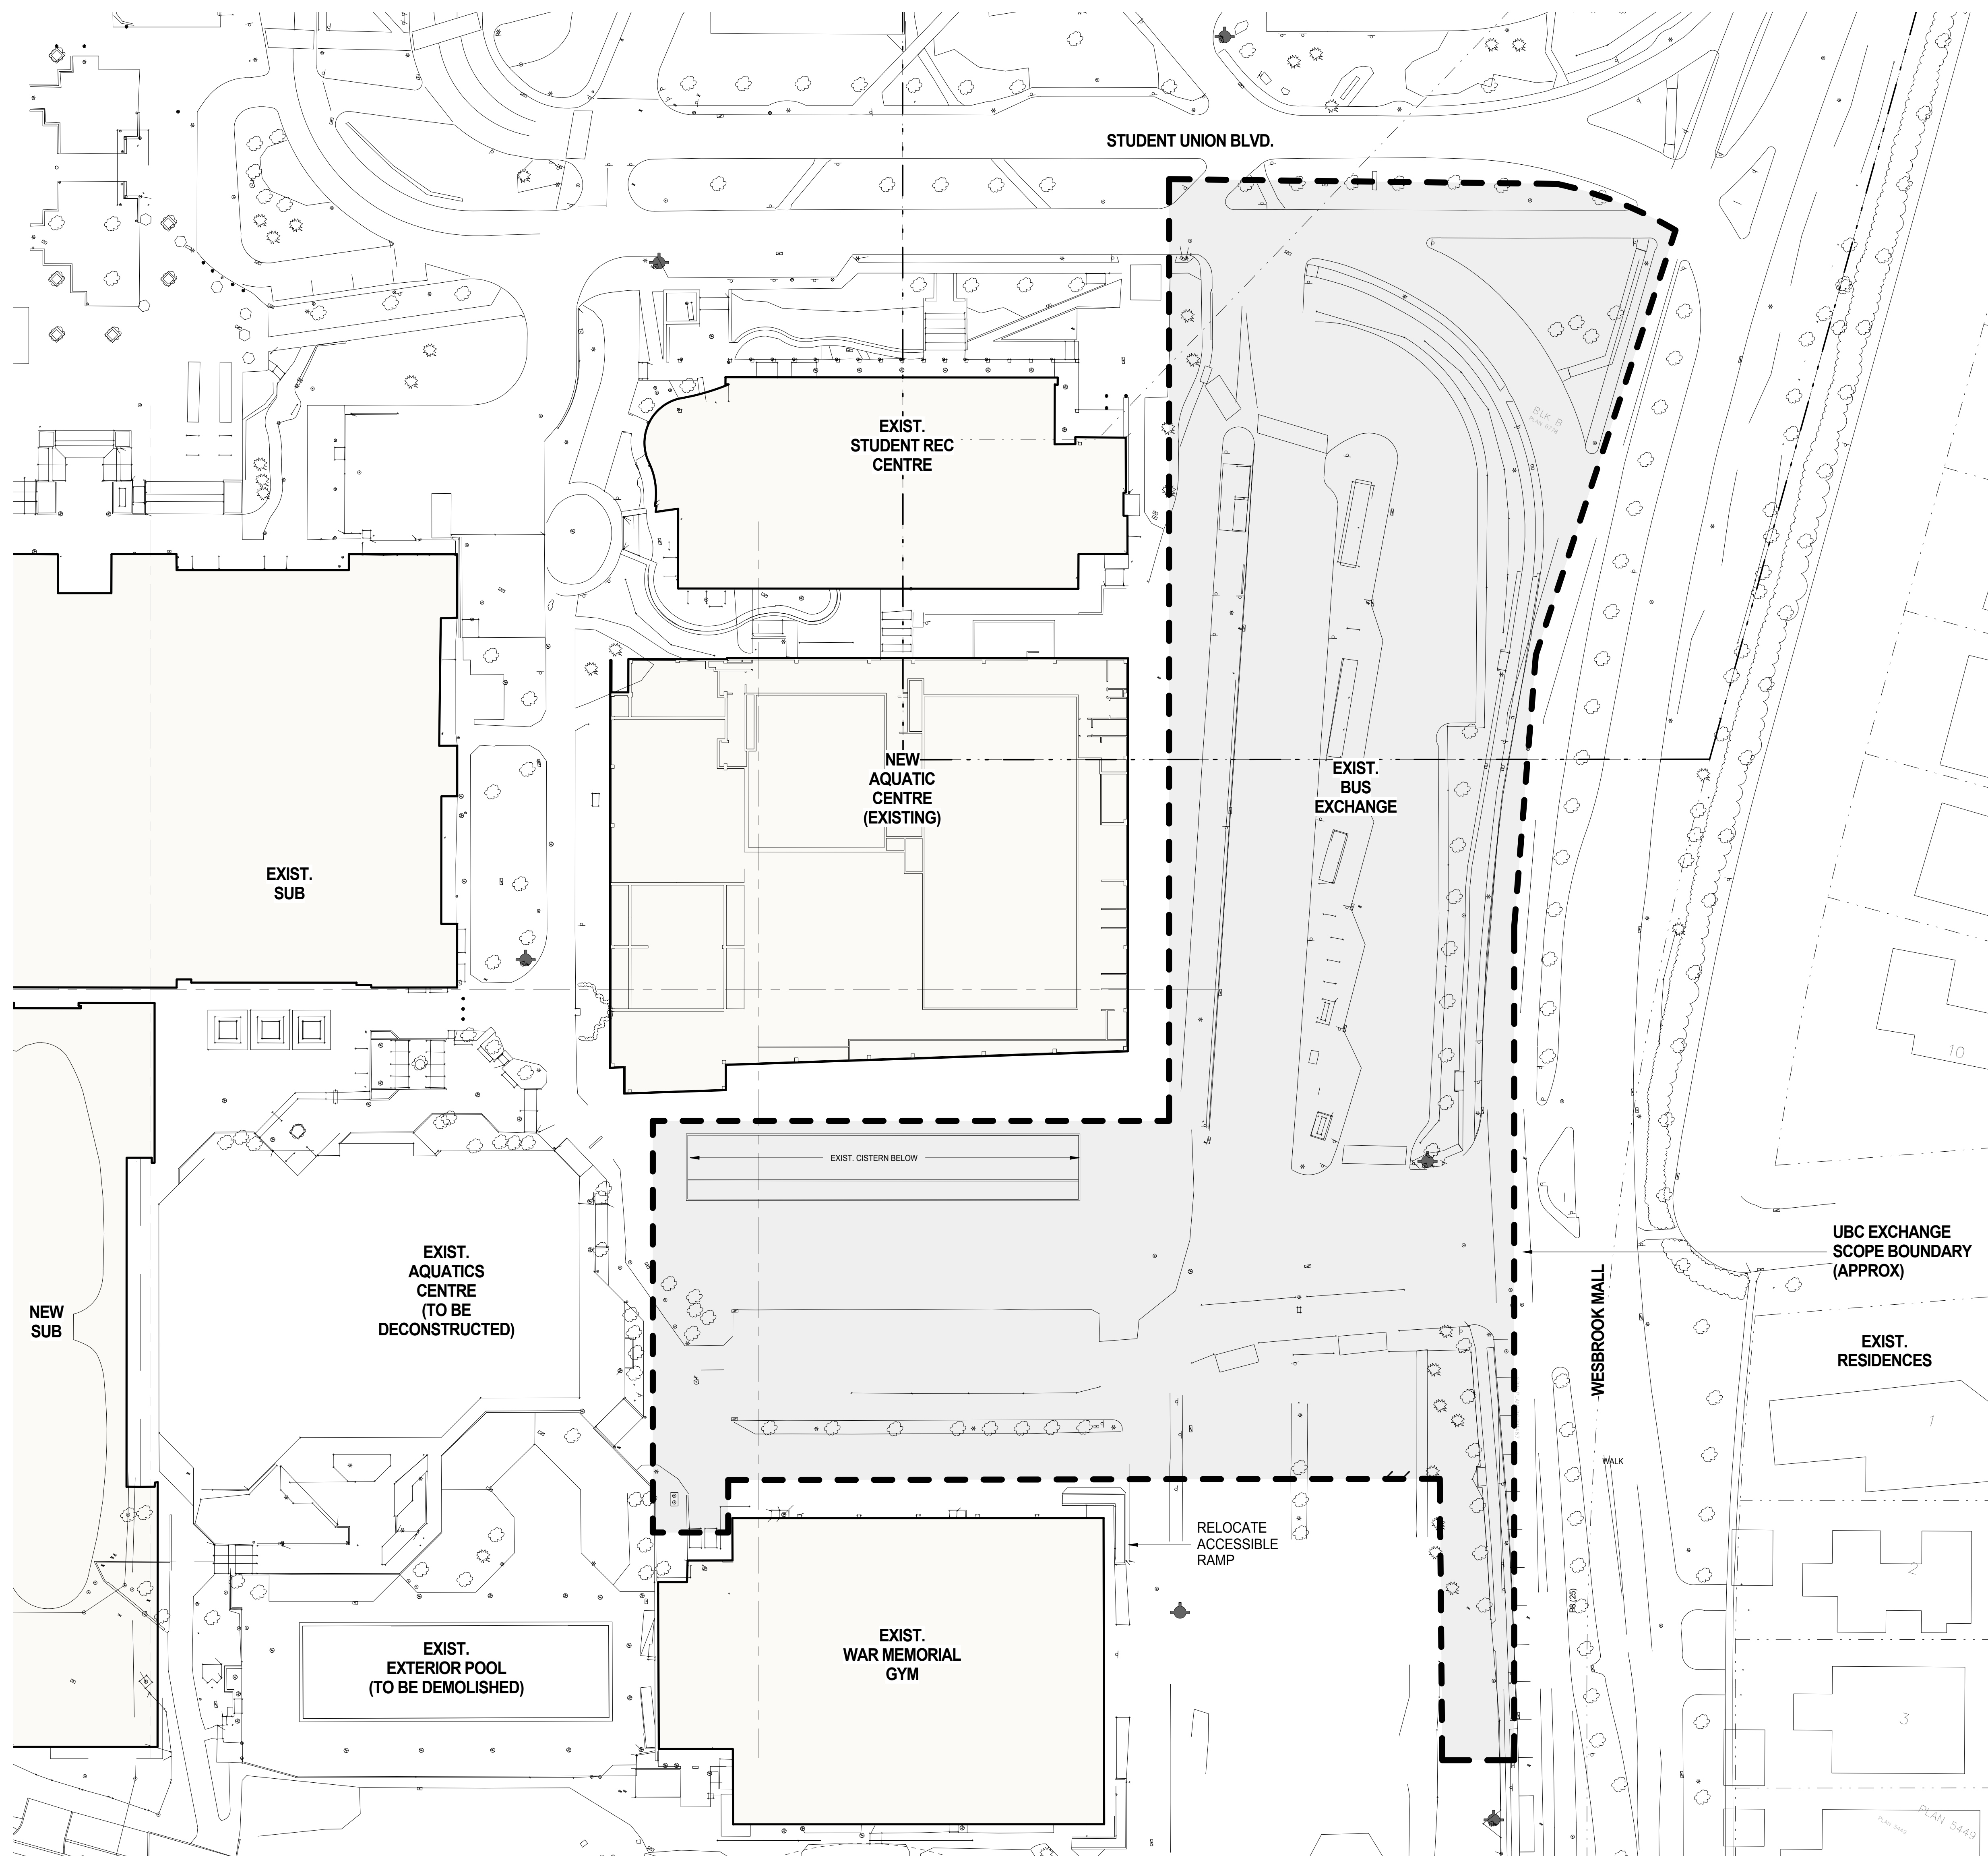 STUDENT UNION BLVD.
BLK B
EXIST.
STUDENT REC
CENTRE
NEW
AQUATIC
CENTRE
(EXISTING)
EXIST.
BUS
EXCHANGE
EXIST.
SUB
10
EXIST. CISTERN BELOW
UBC EXCHANGE
SCOPE BOUNDARY
(APPROX)
EXIST.
AQUATICS
CENTRE
(TO BE
DECONSTRUCTED)
NEW
SUB
WESBROOK MALL
EXIST.
RESIDENCES
1
WALK
RELOCATE
ACCESSIBLE
RAMP
2
EXIST.
WAR MEMORIAL
GYM
EXIST.
EXTERIOR POOL
(TO BE DEMOLISHED)
3
PLAN 5449
PLAN 5449